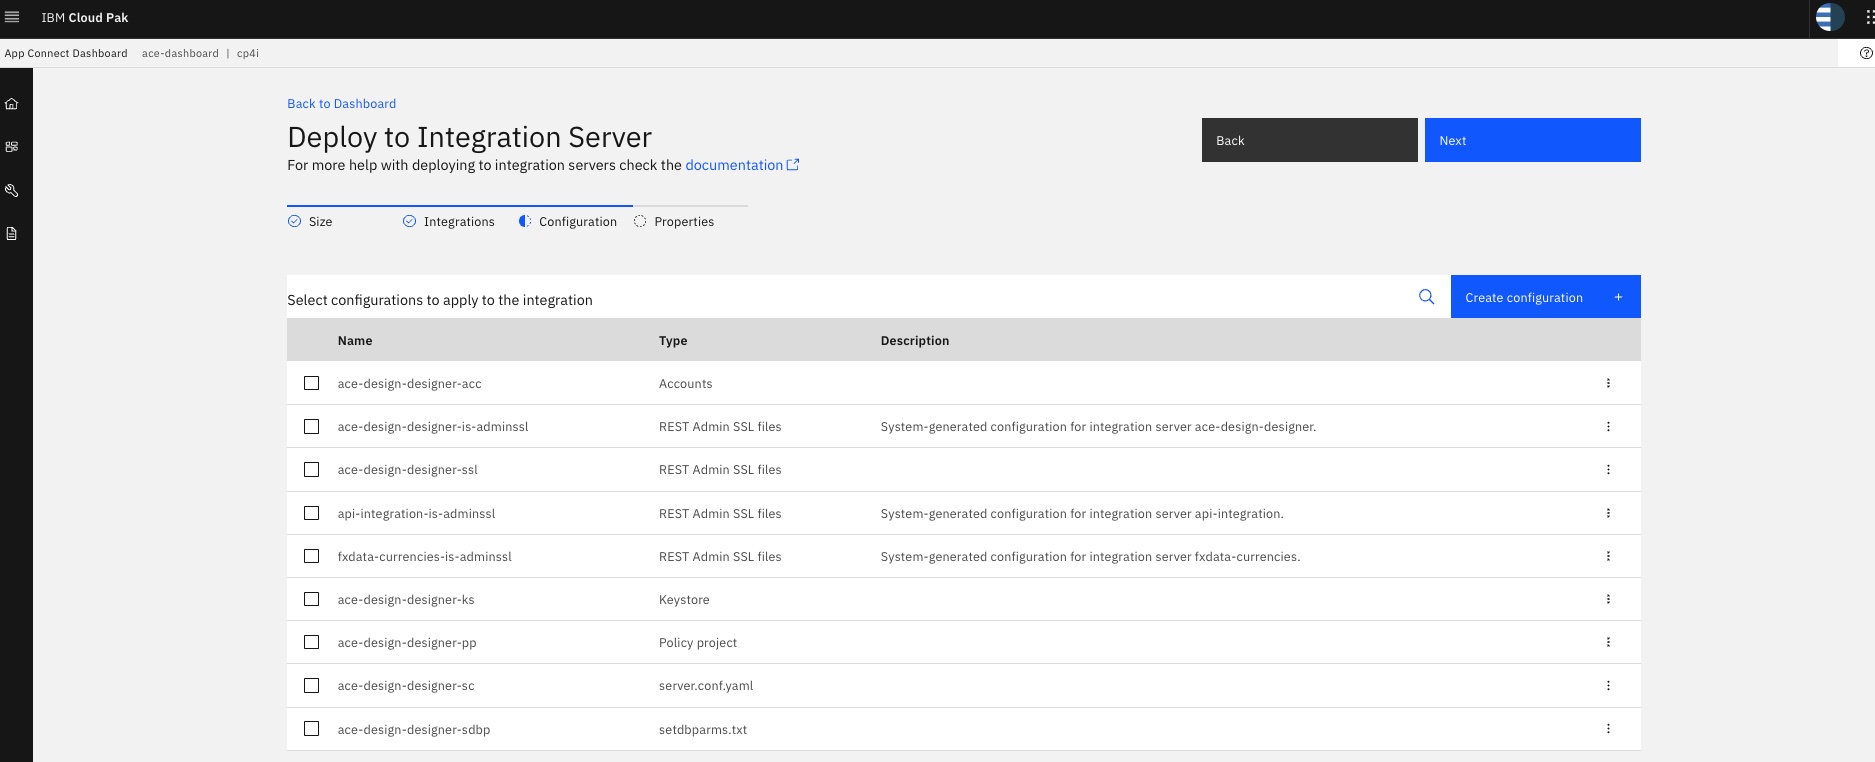 IBM Cloud Pak
App Connect Dashboard ace-dashboard | cp4i
Back to Dashboard
Deploy to Integration Server
For more help with deploying to integration servers check the documentation
Back
Next
Size
Integrations
Configuration
Properties
Select configurations to apply to the integration
Create configuration +
Name Type Description
ace-design-designer-acc Accounts
ace-design-designer-is-adminssl REST Admin SSL files System-generated configuration for integration server ace-design-designer.
ace-design-designer-ssl REST Admin SSL files
api-integration-is-adminssl REST Admin SSL files System-generated configuration for integration server api-integration.
fxdata-currencies-is-adminssl REST Admin SSL files System-generated configuration for integration server fxdata-currencies.
ace-design-designer-ks Keystore
ace-design-designer-pp Policy project
ace-design-designer-sc server.conf.yaml
ace-design-designer-sdbp setdbparms.txt